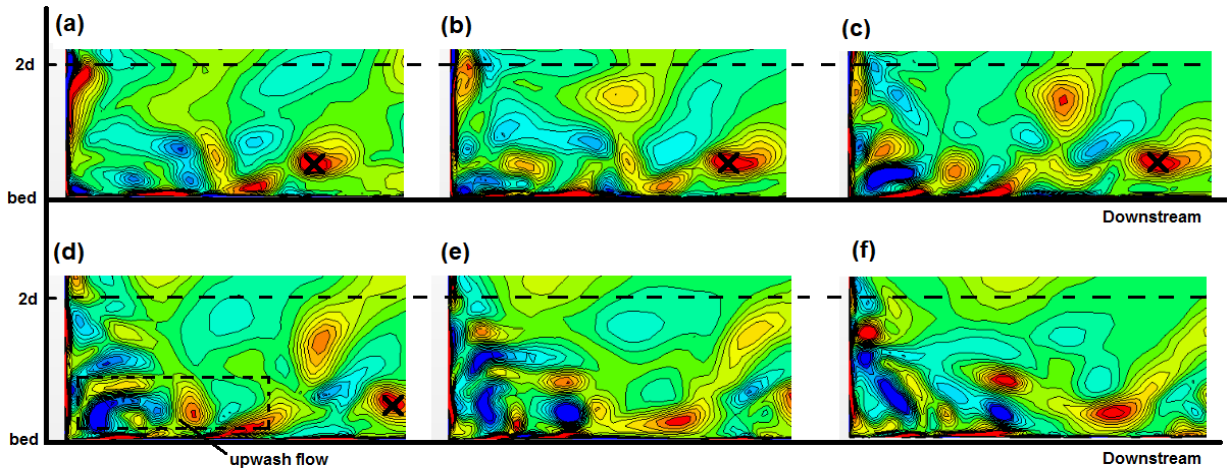 (a)
(b)
(c)
2d
bed
Downstream
(d)
(e)
(f)
2d
bed
upwash flow
Downstream